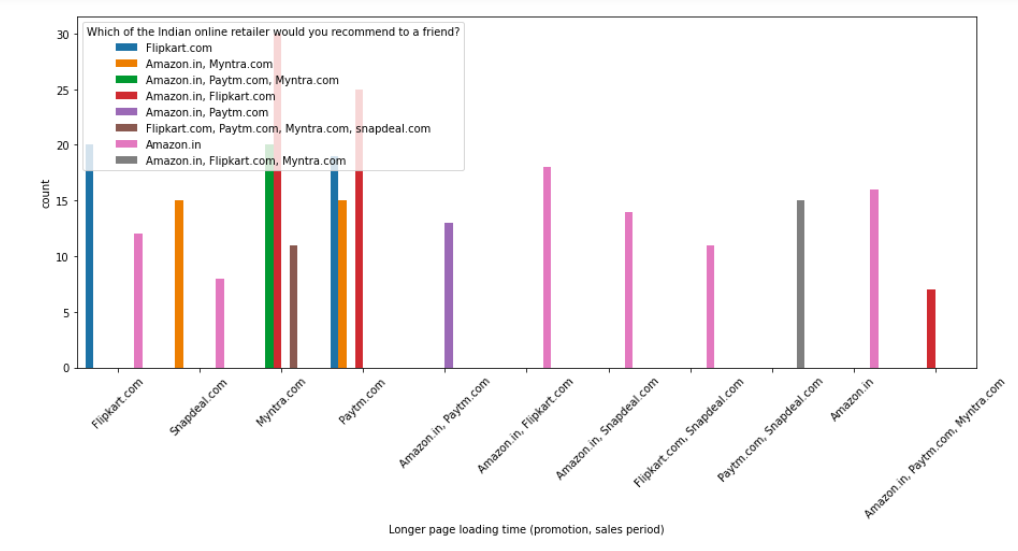 Which of the Indian online retailer would you recommend to a friend?
Flipkart.com
Amazon.in, Myntra.com
Amazon.in, Paytm.com, Myntra.com
Amazon.in, Flipkart.com
Amazon.in, Paytm.com
Flipkart.com, Paytm.com, Myntra.com, snapdeal.com
Amazon.in
Amazon.in, Flipkart.com, Myntra.com
30
25
20
15
10
5
0
count
Flipkart.com
Snapdeal.com
Myntra.com
Paytm.com
Amazon.in, Paytm.com
Amazon.in, Flipkart.com
Amazon.in, Snapdeal.com
Flipkart.com, Snapdeal.com
Paytm.com, Snapdeal.com
Amazon.in
Amazon.in, Paytm.com, Myntra.com
Longer page loading time (promotion, sales period)